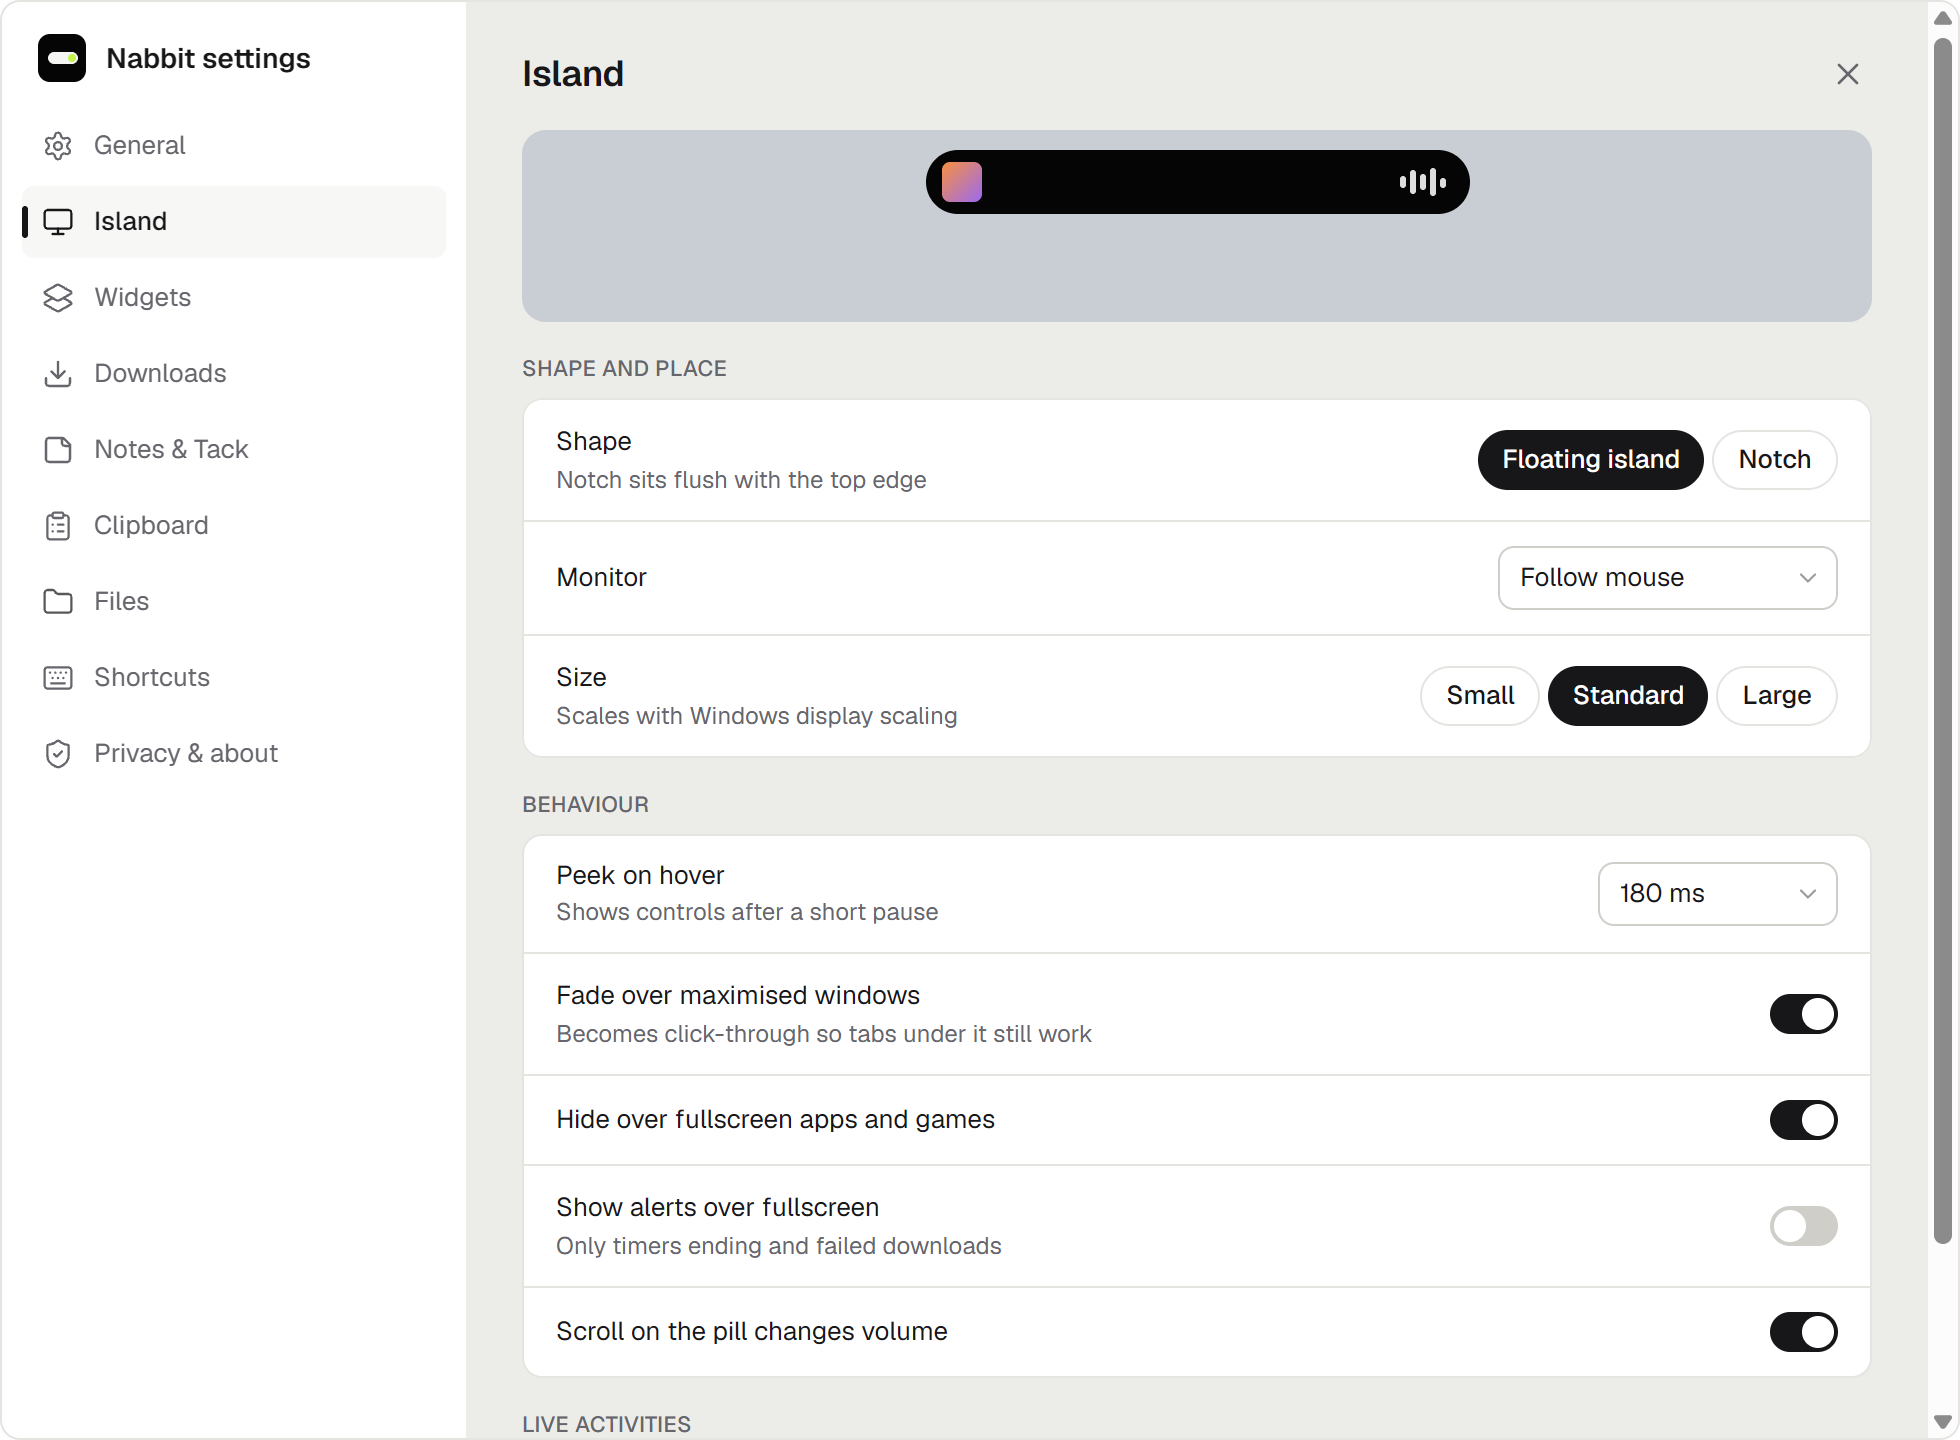 Nabbit settings
General
Island
Widgets
Downloads
Notes & Tack
Clipboard
Files
Shortcuts
Privacy & about
Island
SHAPE AND PLACE
Shape
Notch sits flush with the top edge
Floating island
Notch
Monitor
Follow mouse
Size
Scales with Windows display scaling
Small
Standard
Large
BEHAVIOUR
Peek on hover
Shows controls after a short pause
180 ms
Fade over maximised windows
Becomes click-through so tabs under it still work
Hide over fullscreen apps and games
Show alerts over fullscreen
Only timers ending and failed downloads
Scroll on the pill changes volume
LIVE ACTIVITIES